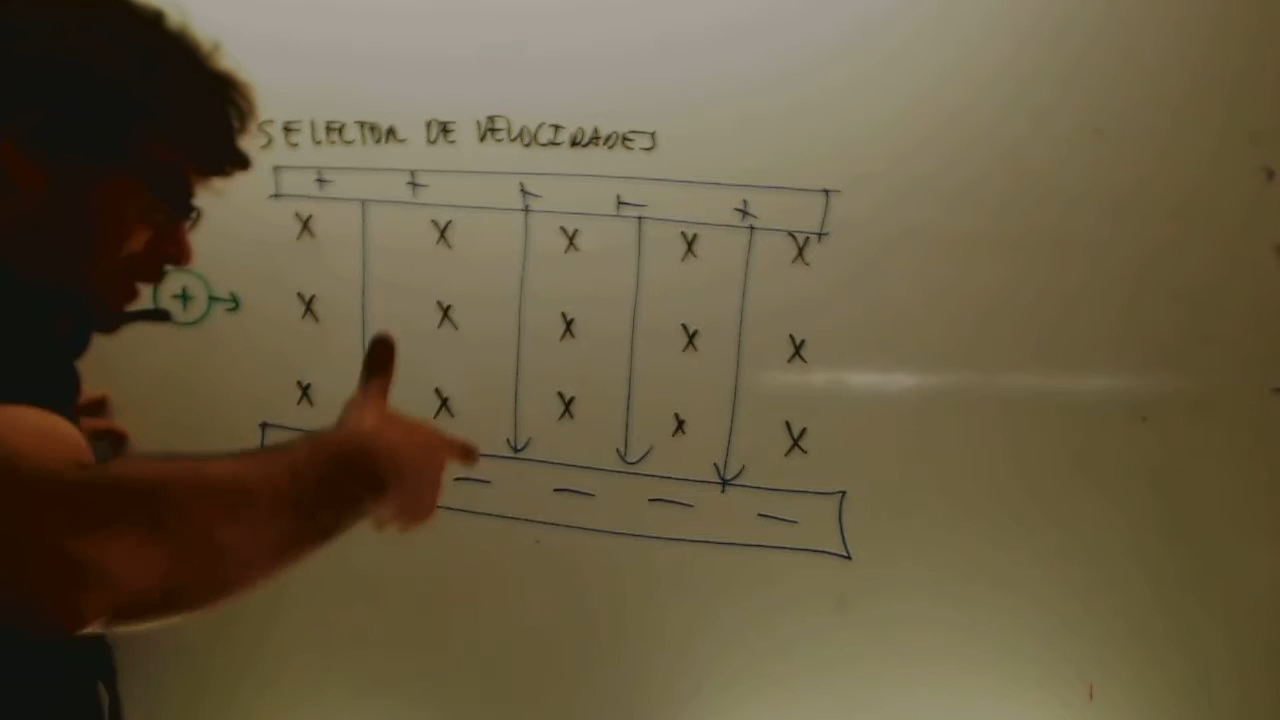 SELECTOR DE VELOCIDADES
+ + + + +
X X X X X X
+
X X X X X X
X X X X X X
— — — —